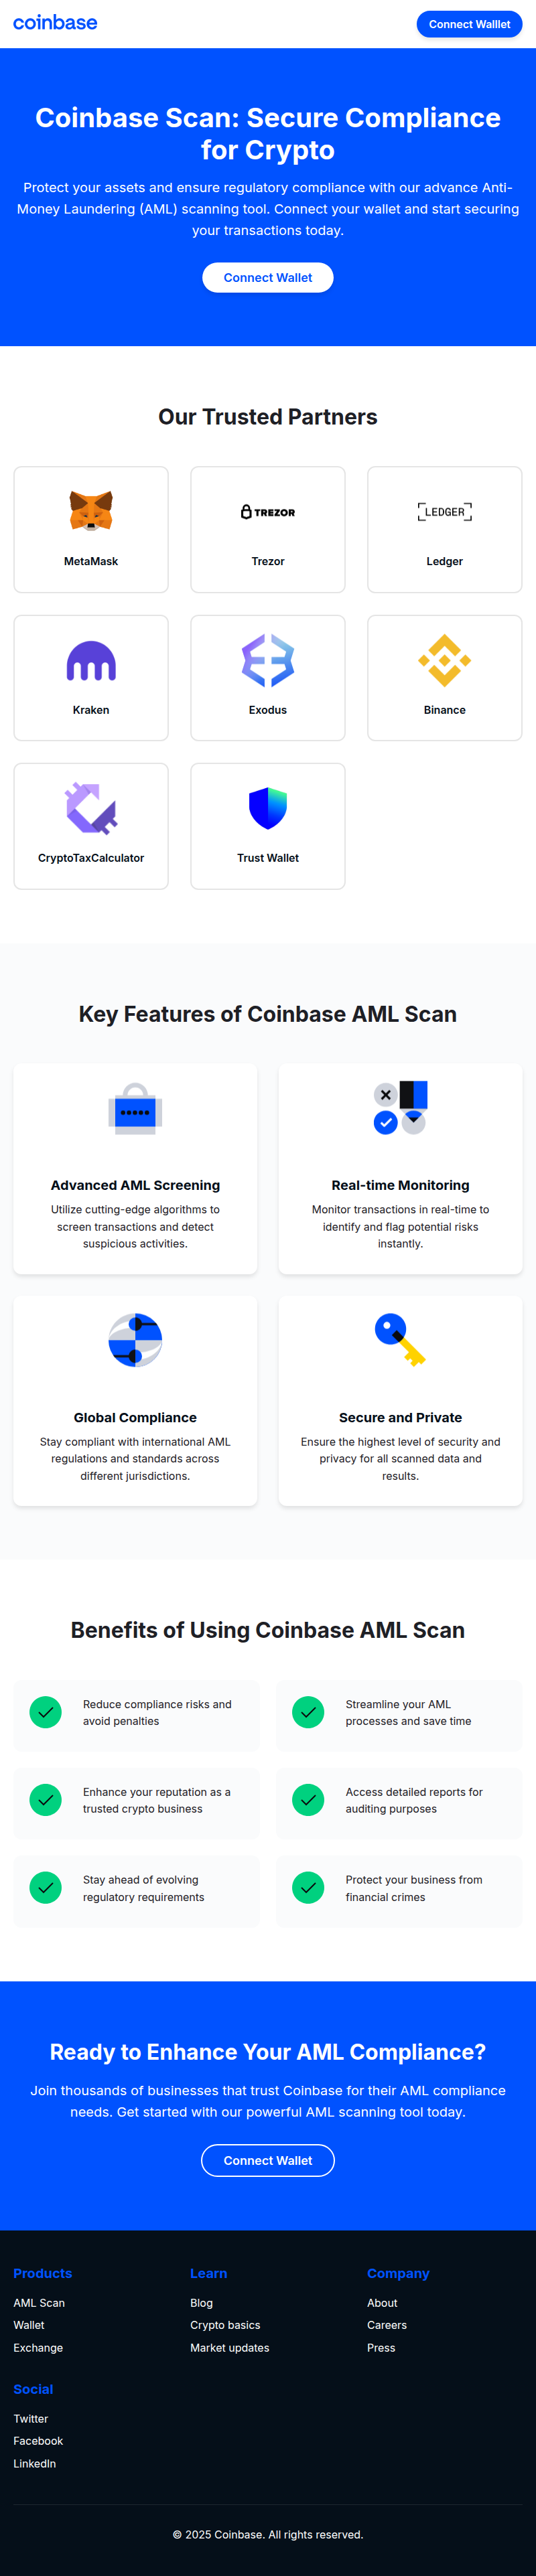 coinbase
Connect Walllet
Coinbase Scan: Secure Compliance
for Crypto
Protect your assets and ensure regulatory compliance with our advance Anti-
Money Laundering (AML) scanning tool. Connect your wallet and start securing
your transactions today.
Connect Wallet
Our Trusted Partners
MetaMask
TREZOR
Trezor
LEDGER
Ledger
Kraken
Exodus
Binance
CryptoTaxCalculator
Trust Wallet
Key Features of Coinbase AML Scan
Advanced AML Screening
Utilize cutting-edge algorithms to
screen transactions and detect
suspicious activities.
Real-time Monitoring
Monitor transactions in real-time to
identify and flag potential risks
instantly.
Global Compliance
Stay compliant with international AML
regulations and standards across
different jurisdictions.
Secure and Private
Ensure the highest level of security and
privacy for all scanned data and
results.
Benefits of Using Coinbase AML Scan
Reduce compliance risks and
avoid penalties
Streamline your AML
processes and save time
Enhance your reputation as a
trusted crypto business
Access detailed reports for
auditing purposes
Stay ahead of evolving
regulatory requirements
Protect your business from
financial crimes
Ready to Enhance Your AML Compliance?
Join thousands of businesses that trust Coinbase for their AML compliance
needs. Get started with our powerful AML scanning tool today.
Connect Wallet
Products
AML Scan
Wallet
Exchange
Learn
Blog
Crypto basics
Market updates
Company
About
Careers
Press
Social
Twitter
Facebook
LinkedIn
© 2025 Coinbase. All rights reserved.